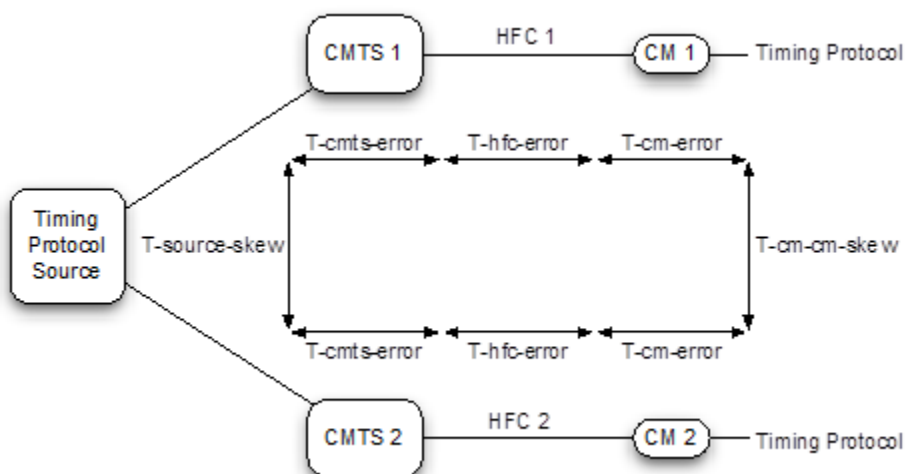 CMTS 1
HFC 1
CM 1
Timing Protocol
T-cmts-error
T-hfc-error
T-cm-error
Timing
Protocol
Source
T-source-skew
T-cm-cm-skew
T-cmts-error
T-hfc-error
T-cm-error
CMTS 2
HFC 2
CM 2
Timing Protocol